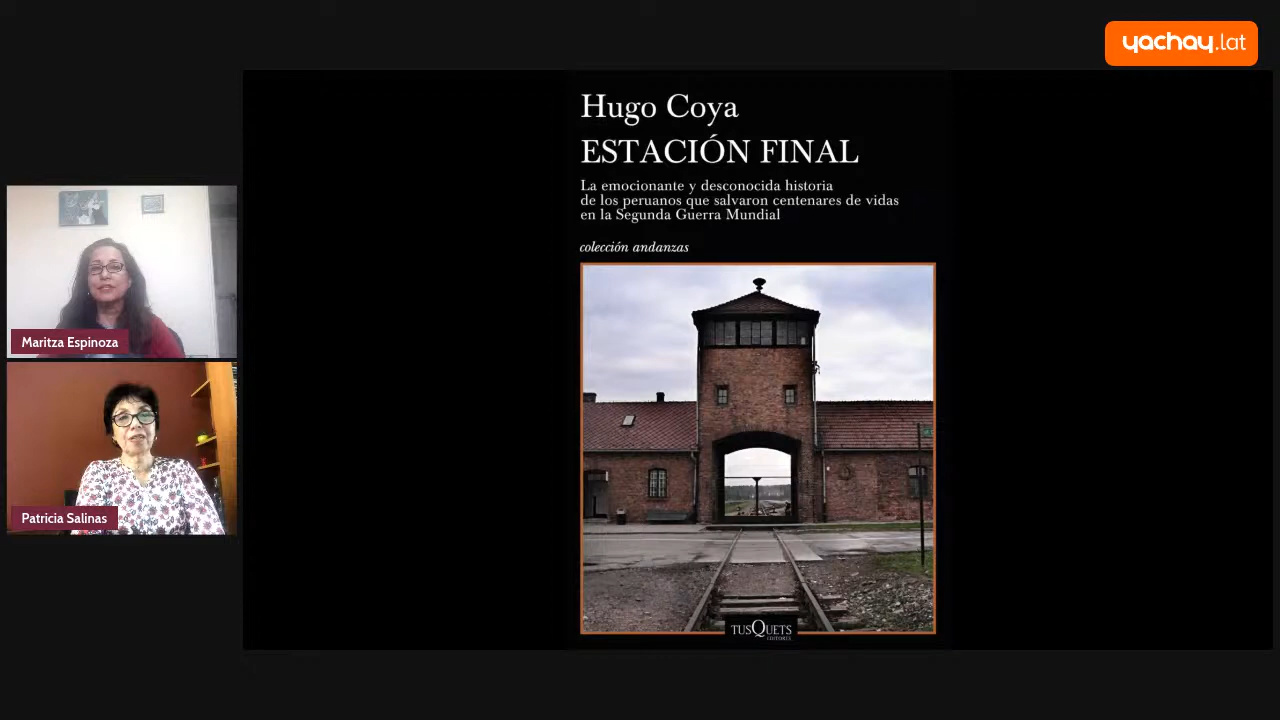 yachay.lat
Hugo Coya
ESTACIÓN FINAL
La emocionante y desconocida historia
de los peruanos que salvaron centenares de vidas
en la Segunda Guerra Mundial
colección andanzas
TUSQUETS
EDITORES
Maritza Espinoza
Patricia Salinas